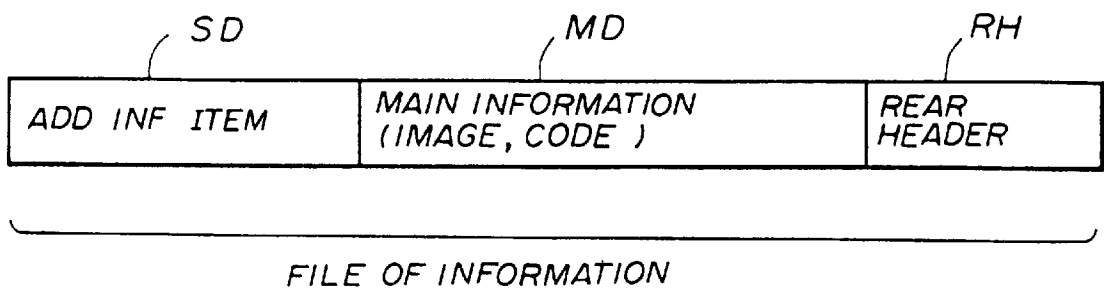 SD MD RH
ADD INF ITEM
MAIN INFORMATION
(IMAGE, CODE )
REAR
HEADER
FILE OF INFORMATION